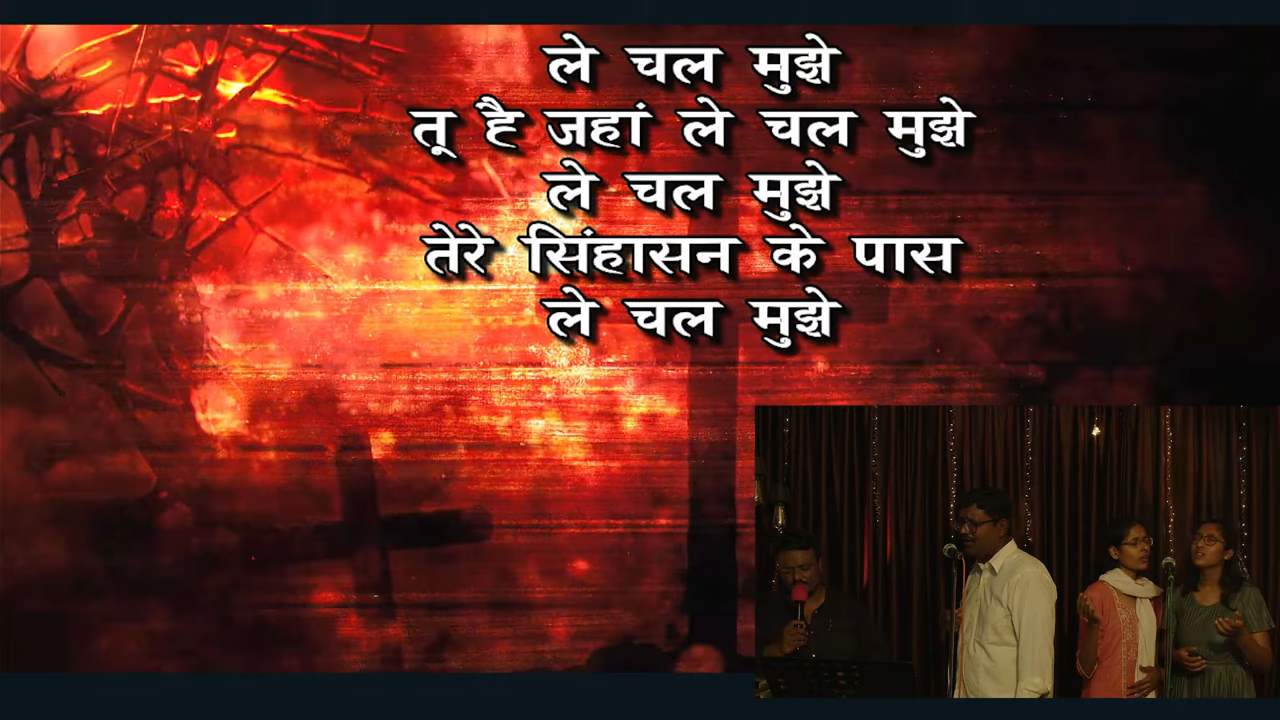 ले चल मुझे
तू है जहां ले चल मुझे
ले चल मुझे
तेरे सिंहासन के पास
ले चल मुझे